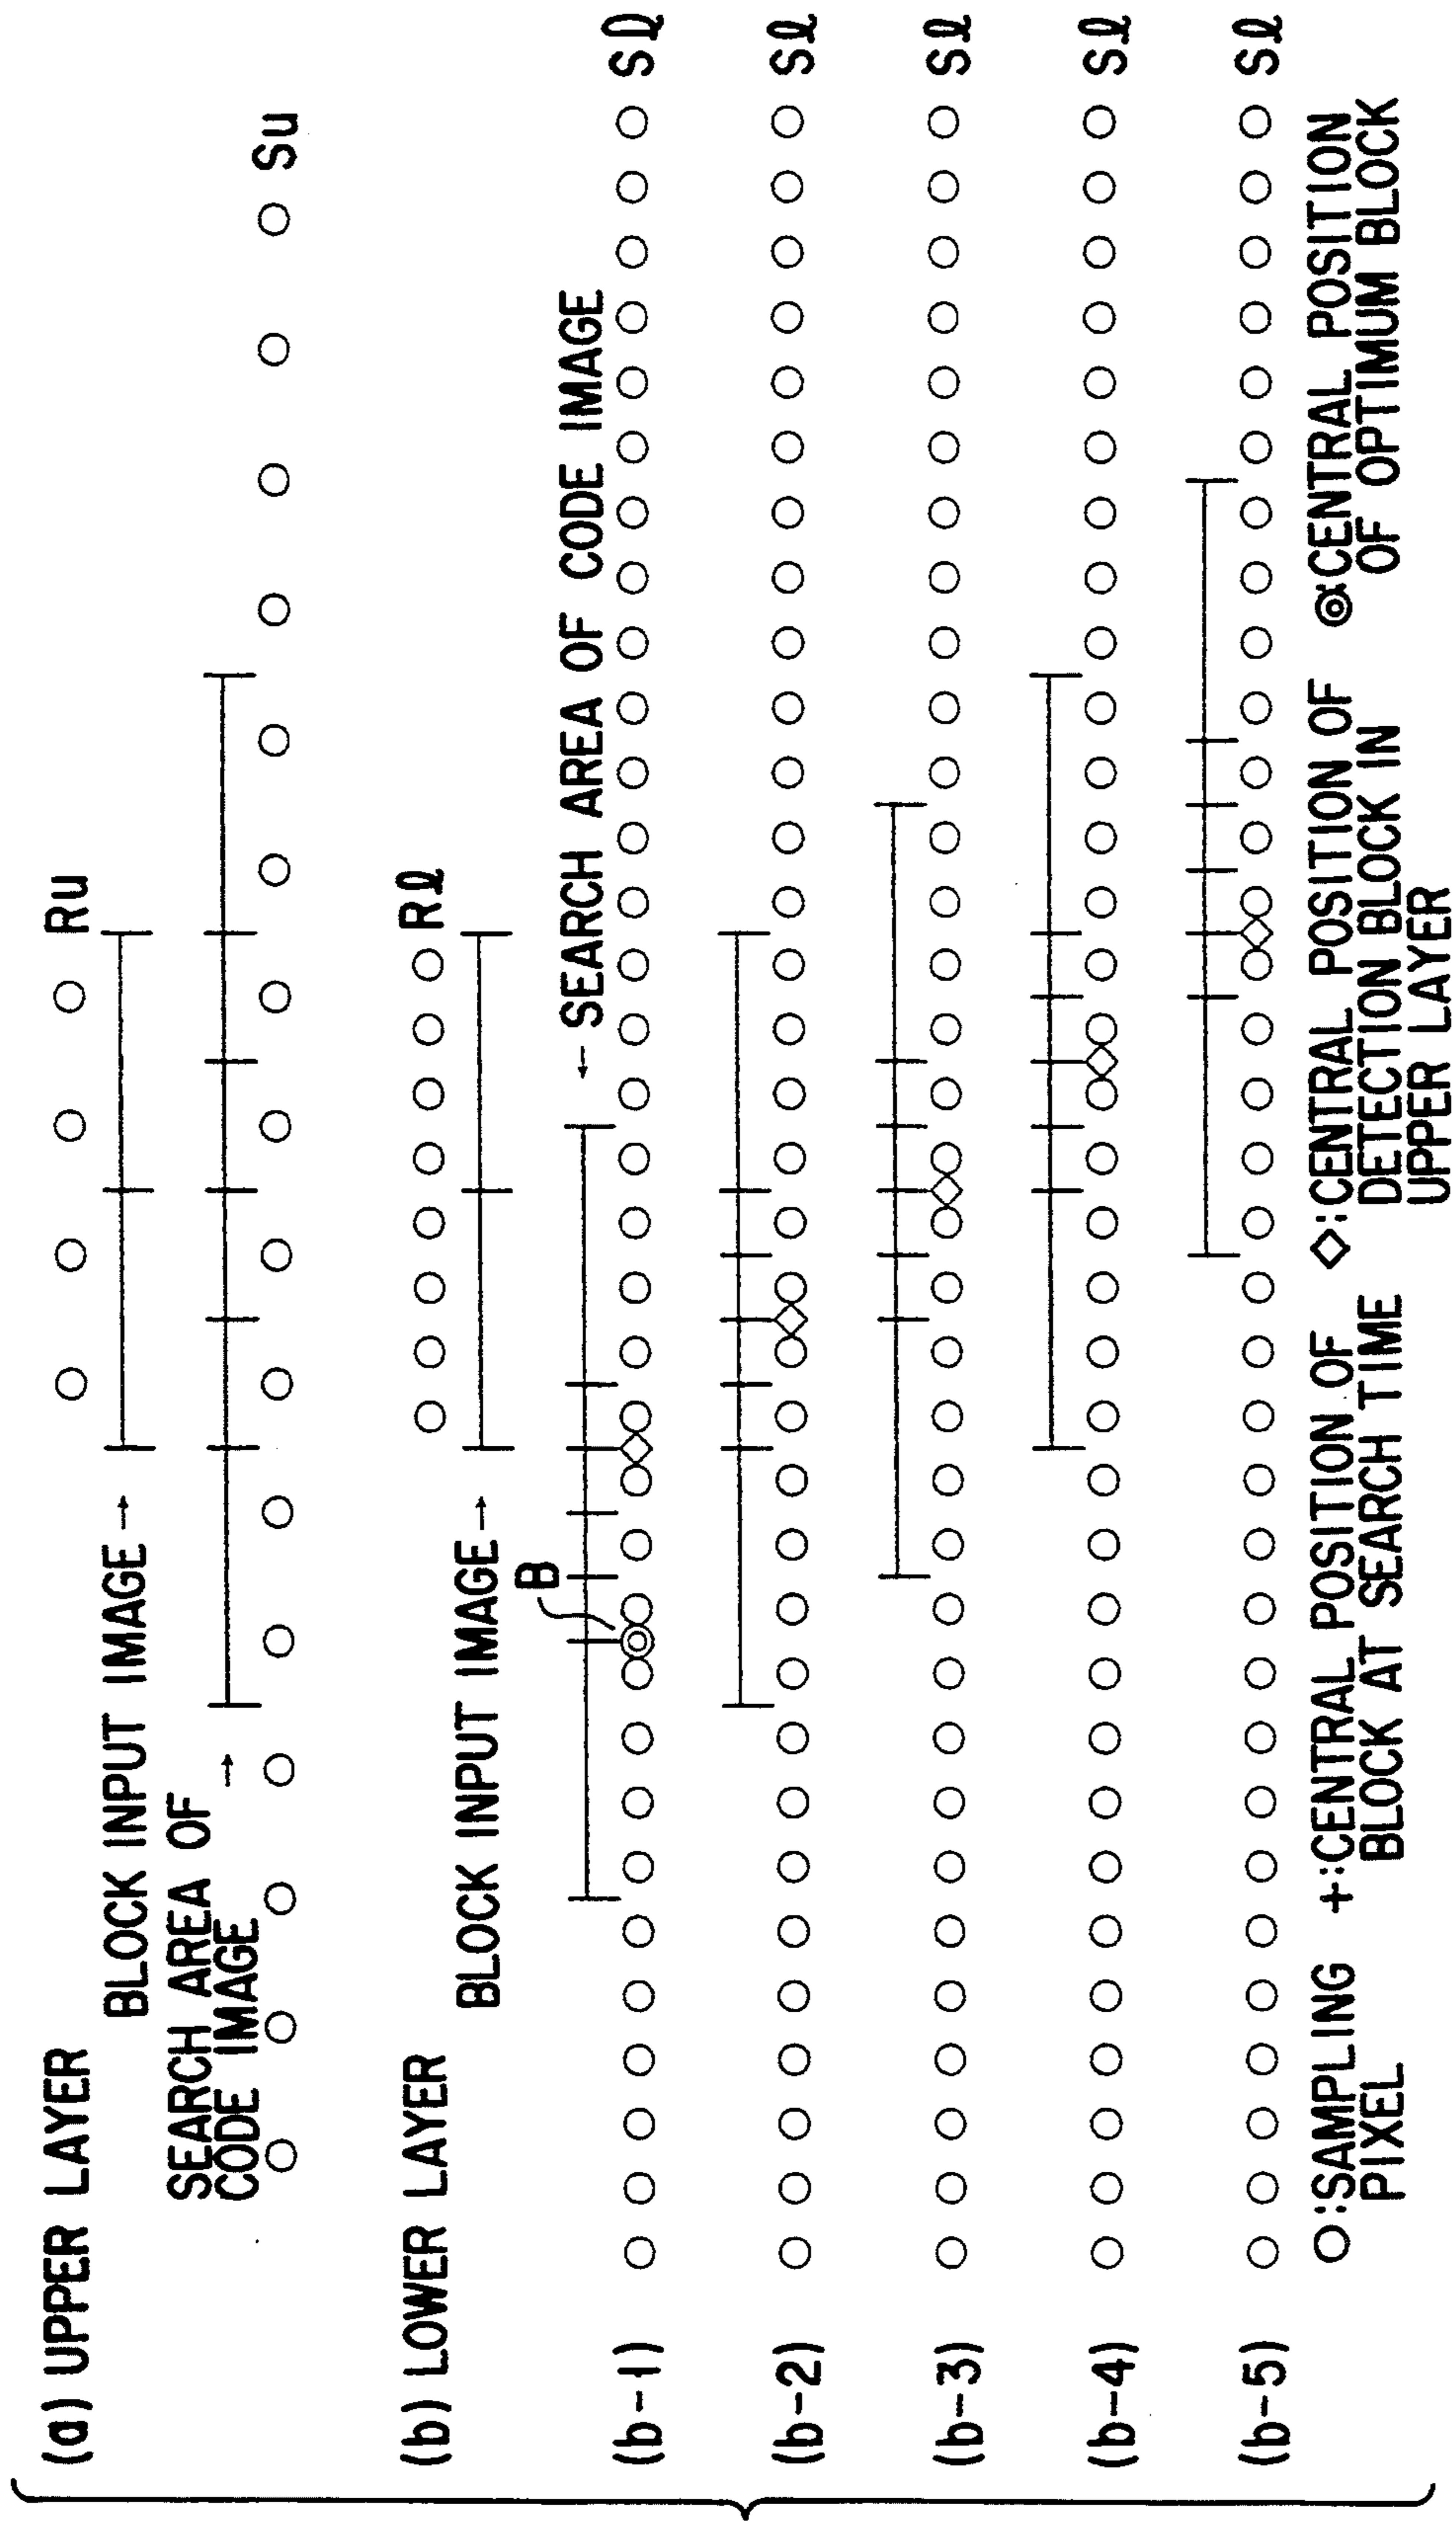 (a) UPPER LAYER
Ru
BLOCK INPUT IMAGE →
SEARCH AREA OF
CODE IMAGE →
Su
(b) LOWER LAYER
Rℓ
BLOCK INPUT IMAGE →
B
← SEARCH AREA OF CODE IMAGE
(b-1)
Sℓ
(b-2)
Sℓ
(b-3)
Sℓ
(b-4)
Sℓ
(b-5)
Sℓ
○:SAMPLING
PIXEL
+:CENTRAL POSITION OF
BLOCK AT SEARCH TIME
◇:CENTRAL POSITION OF
DETECTION BLOCK IN
UPPER LAYER
◎:CENTRAL POSITION
OF OPTIMUM BLOCK